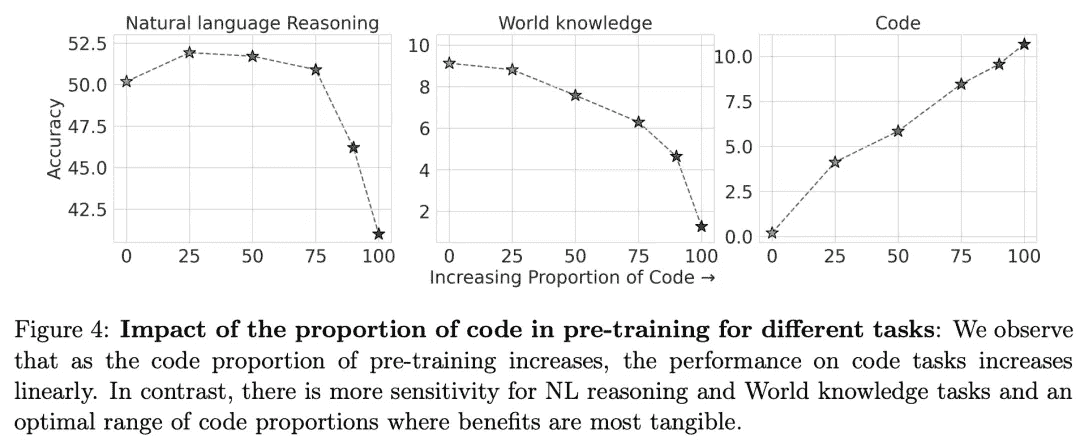 Natural language Reasoning
World knowledge
Code
Accuracy
52.5
50.0
47.5
45.0
42.5
0 25 50 75 100
10
8
6
4
2
0 25 50 75 100
10.0
7.5
5.0
2.5
0.0
0 25 50 75 100
Increasing Proportion of Code →
Figure 4: Impact of the proportion of code in pre-training for different tasks: We observe
that as the code proportion of pre-training increases, the performance on code tasks increases
linearly. In contrast, there is more sensitivity for NL reasoning and World knowledge tasks and an
optimal range of code proportions where benefits are most tangible.